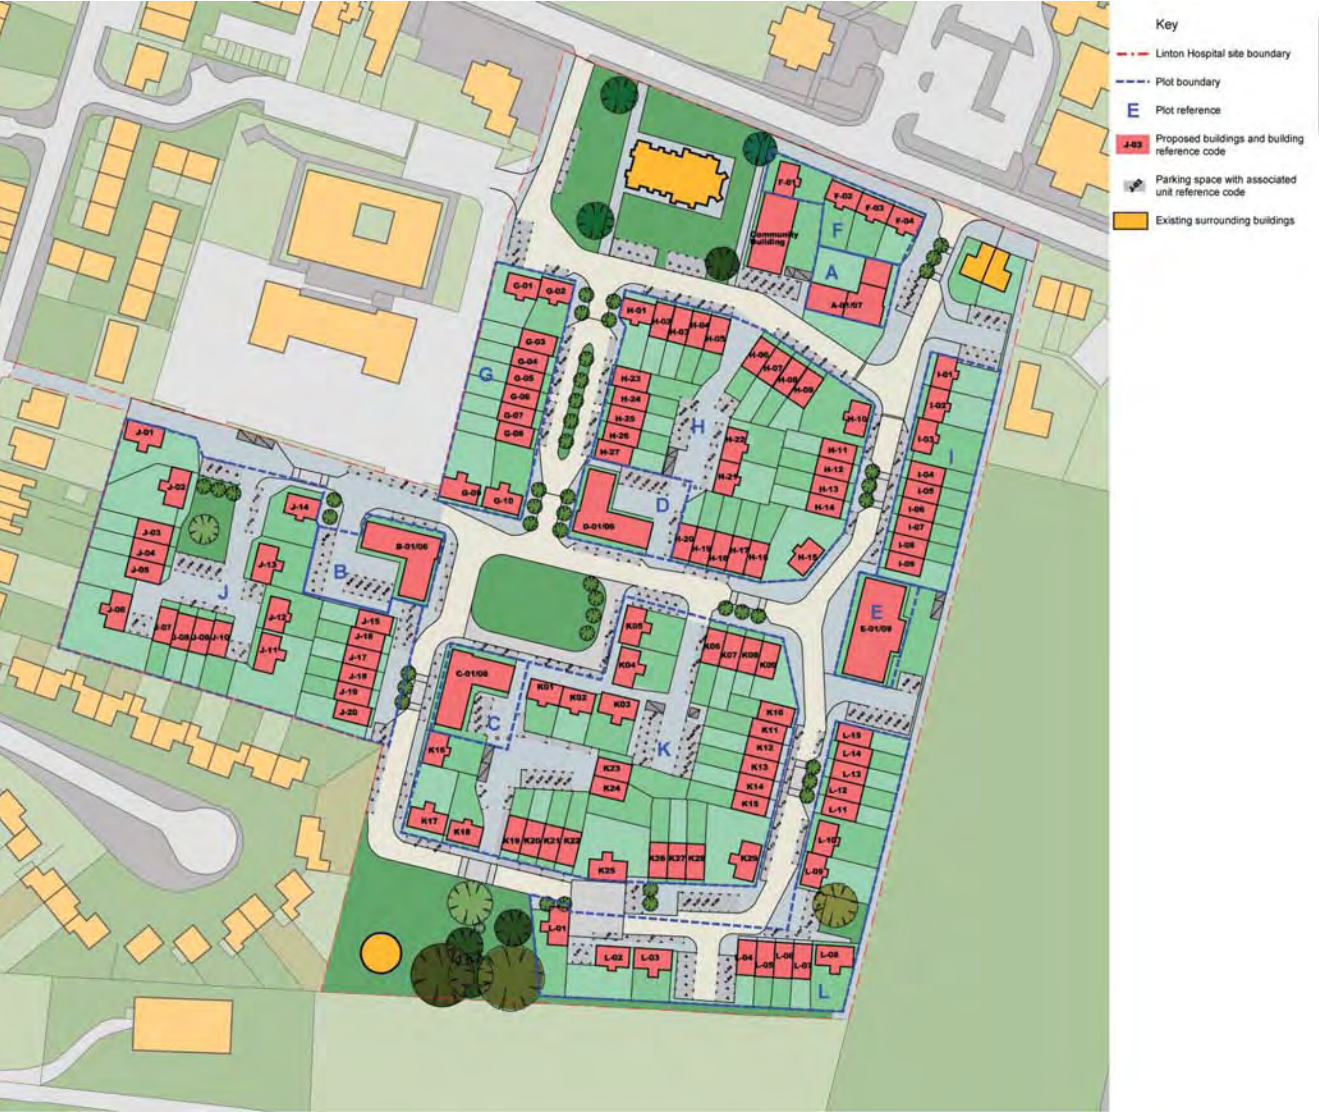 Key
Linton Hospital site boundary
Plot boundary
E
Plot reference
J-03
Proposed buildings and building
reference code
Parking space with associated
unit reference code
Existing surrounding buildings
F-01
F-02
F-03
F-04
F
Community
Building
A
A-01/07
G-01
G-02
G-03
G-04
G-05
G-06
G-07
G-08
G-09
G-10
G
H-01
H-02
H-03
H-04
H-05
H-06
H-07
H-08
H-09
H-10
H-11
H-12
H-13
H-14
H-15
H-16
H-17
H-18
H-19
H-20
H-21
H-22
H-23
H-24
H-25
H-26
H-27
H
I-01
I-02
I-03
I-04
I-05
I-06
I-07
I-08
I-09
I
D
D-01/06
J-01
J-02
J-03
J-04
J-05
J-06
J-07
J-08
J-09
J-10
J-11
J-12
J-13
J-14
J-15
J-16
J-17
J-18
J-19
J-20
J
B
B-01/06
E
E-01/09
C-01/06
C
K01
K02
K03
K04
K05
K06
K07
K08
K09
K10
K11
K12
K13
K14
K15
K16
K17
K18
K19
K20
K21
K22
K23
K24
K25
K26
K27
K28
K29
K
L-15
L-14
L-13
L-12
L-11
L-10
L-09
L-01
L-02
L-03
L-04
L-05
L-06
L-07
L-08
L